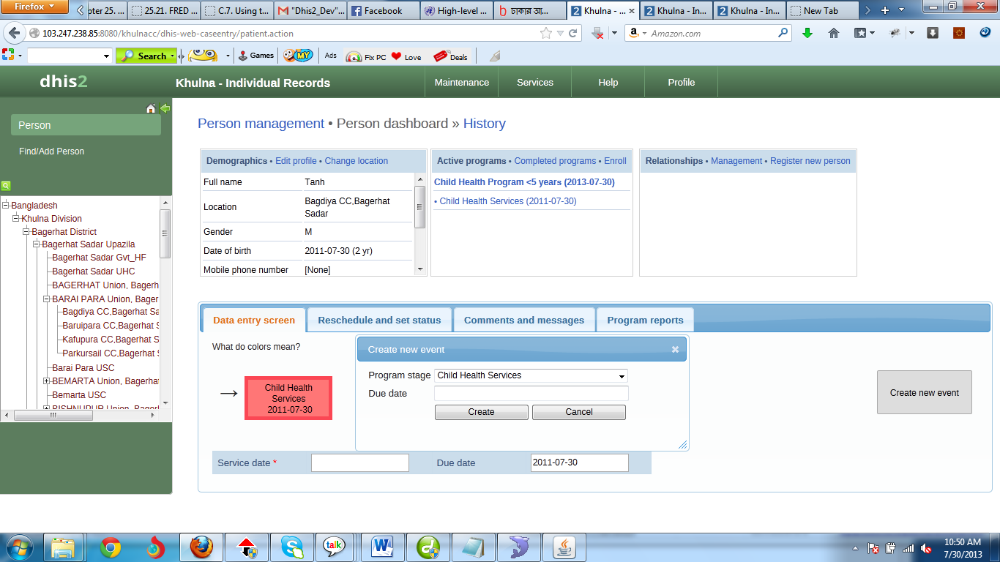 Firefox
pter 25. ...
25.21. FRED ...
C.7. Using t...
"Dhis2_Dev"...
Facebook
High-level ...
ঢাকার আ...
Khulna - ...
Khulna - In...
Khulna - In...
New Tab
103.247.238.85:8080/khulnacc/dhis-web-caseentry/patient.action
Amazon.com
Search
Games
MY
Ads
Fix PC
Love
Deals
dhis2
Khulna - Individual Records
Maintenance
Services
Help
Profile
Person
Find/Add Person
Bangladesh
Khulna Division
Bagerhat District
Bagerhat Sadar Upazila
Bagerhat Sadar Gvt_HF
Bagerhat Sadar UHC
BAGERHAT Union, Bagerh
BARAI PARA Union, Bager
Bagdiya CC,Bagerhat Sa
Baruipara CC,Bagerhat S
Kafupura CC,Bagerhat S
Parkursail CC,Bagerhat S
Barai Para USC
BEMARTA Union, Bagerhat
Bemarta USC
BISHNUPUR Union, Bagerh
Person management • Person dashboard » History
Demographics • Edit profile • Change location
Full name Tanh
Location Bagdiya CC,Bagerhat
Sadar
Gender M
Date of birth 2011-07-30 (2 yr)
Mobile phone number [None]
Active programs • Completed programs • Enroll
Child Health Program <5 years (2013-07-30)
• Child Health Services (2011-07-30)
Relationships • Management • Register new person
Data entry screen
Reschedule and set status
Comments and messages
Program reports
What do colors mean?
→
Child Health
Services
2011-07-30
Create new event
Program stage Child Health Services
Due date
Create
Cancel
Create new event
Service date *
Due date 2011-07-30
talk
10:50 AM
7/30/2013